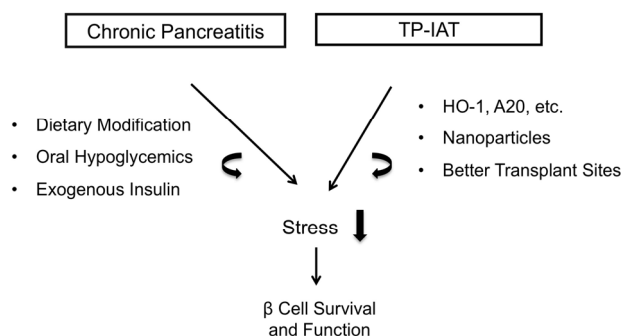 Chronic Pancreatitis
TP-IAT
• Dietary Modification
• Oral Hypoglycemics
• Exogenous Insulin
• HO-1, A20, etc.
• Nanoparticles
• Better Transplant Sites
Stress
β Cell Survival
and Function